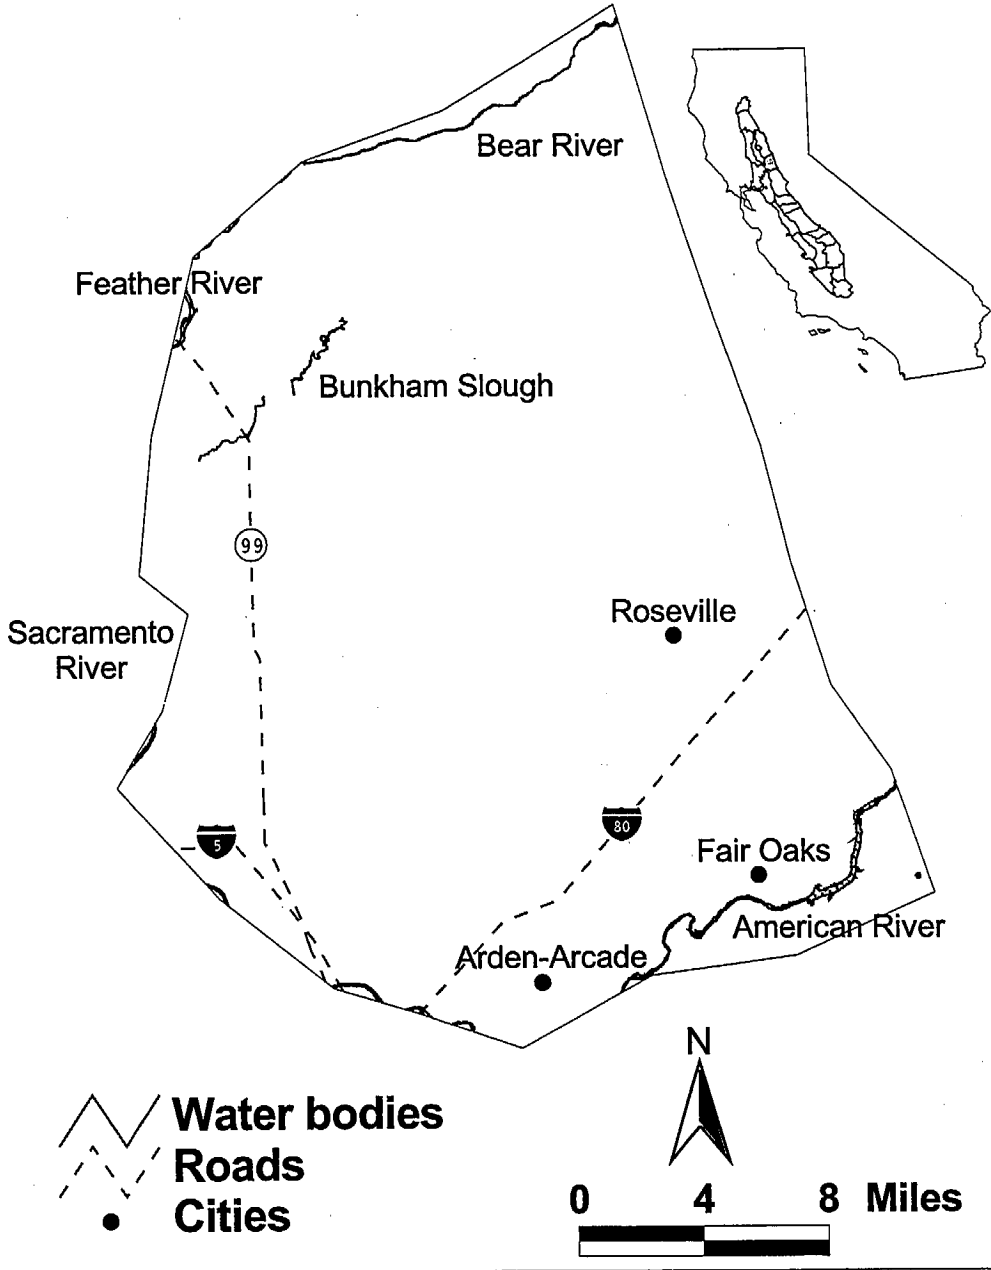 Bear River
Feather River
Bunkham Slough
99
Roseville
Sacramento
River
80
5
Fair Oaks
American River
Arden-Arcade
N
Water bodies
Roads
Cities
0 4 8 Miles